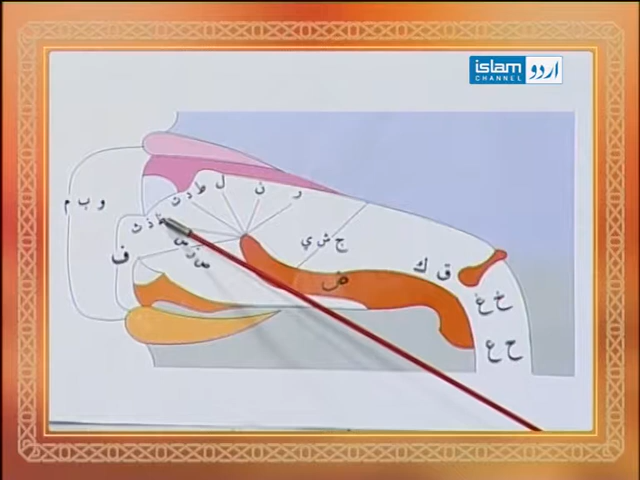 islam اردو
CHANNEL
ط د ت ل ن ر
و ب م
ظ ذ ث
ف
ص ز س
ج ش ي
ض
ق ك
غ خ
ع ح